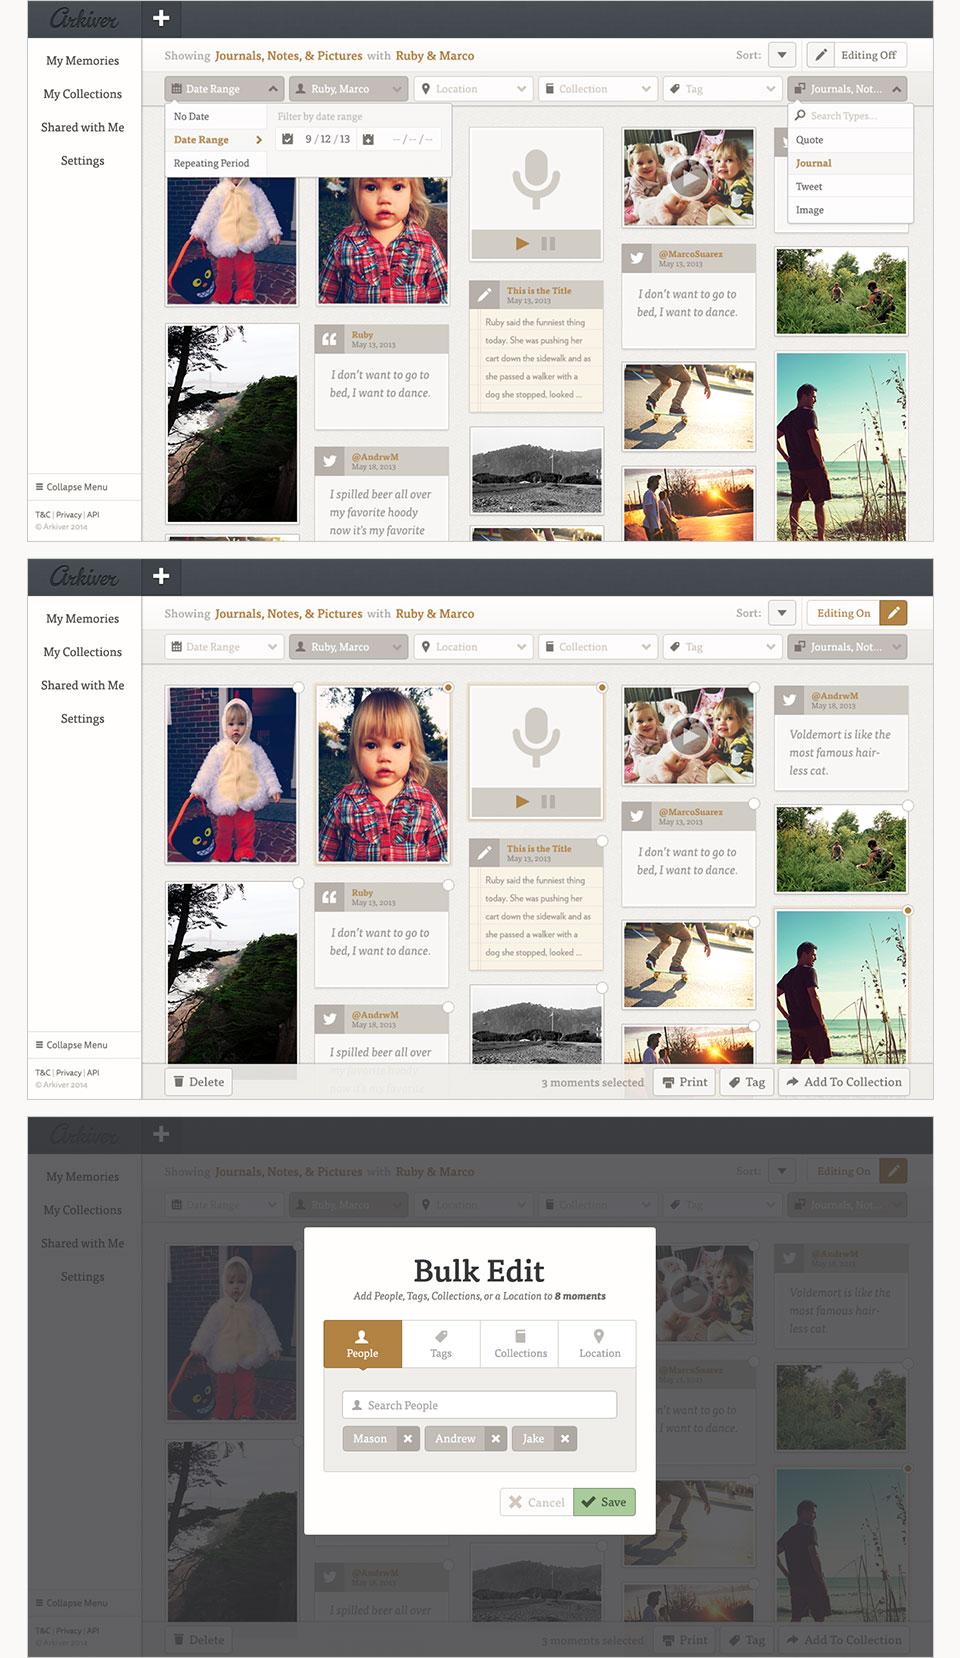 Arkiver
My Memories
My Collections
Shared with Me
Settings
Collapse Menu
T&C | Privacy | API
© Arkiver 2014
Showing Journals, Notes, & Pictures with Ruby & Marco
Sort:
Editing Off
Date Range
Ruby, Marco
Location
Collection
Tag
Journals, Not...
No Date
Date Range
Repeating Period
Filter by date range
9 / 12 / 13
-- / -- / --
Search Types...
Quote
Journal
Tweet
Image
Ruby
May 13, 2013
I don't want to go to
bed, I want to dance.
@AndrwM
May 18, 2013
I spilled beer all over
my favorite hoody
now it's my favorite
This is the Title
May 13, 2013
Ruby said the funniest thing
today. She was pushing her
cart down the sidewalk and as
she passed a walker with a
dog she stopped, looked ...
@MarcoSuarez
May 13, 2013
I don't want to go to
bed, I want to dance.
Arkiver
My Memories
My Collections
Shared with Me
Settings
Collapse Menu
T&C | Privacy | API
© Arkiver 2014
Showing Journals, Notes, & Pictures with Ruby & Marco
Sort:
Editing On
Date Range
Ruby, Marco
Location
Collection
Tag
Journals, Not...
Ruby
May 13, 2013
I don't want to go to
bed, I want to dance.
@AndrwM
May 18, 2013
I spilled beer all over
my favorite hoody
now it's my favorite
This is the Title
May 13, 2013
Ruby said the funniest thing
today. She was pushing her
cart down the sidewalk and as
she passed a walker with a
dog she stopped, looked ...
@MarcoSuarez
May 13, 2013
I don't want to go to
bed, I want to dance.
@AndrwM
May 18, 2013
Voldemort is like the
most famous hair-
less cat.
Delete
3 moments selected
Print
Tag
Add To Collection
Arkiver
My Memories
My Collections
Shared with Me
Settings
Collapse Menu
T&C | Privacy | API
© Arkiver 2014
Showing Journals, Notes, & Pictures with Ruby & Marco
Sort:
Editing On
Date Range
Ruby, Marco
Location
Collection
Tag
Journals, Not...
Bulk Edit
Add People, Tags, Collections, or a Location to 8 moments
People
Tags
Collections
Location
Search People
Mason
Andrew
Jake
Cancel
Save
@AndrwM
May 18, 2013
I spilled beer all over
@MarcoSuarez
May 13, 2013
don't want to go to
bed, I want to dance.
@AndrwM
May 18, 2013
Voldemort is like the
most famous hair-
less cat.
Delete
3 moments selected
Print
Tag
Add To Collection